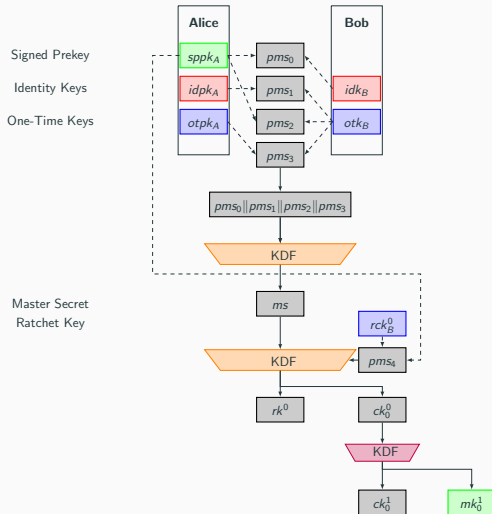 Alice Bob
Signed Prekey sppk_A pms_0
Identity Keys idpk_A pms_1 idk_B
One-Time Keys otpk_A pms_2 otk_B
pms_3
pms_0||pms_1||pms_2||pms_3
KDF
Master Secret ms
Ratchet Key rck_B^0
KDF pms_4
rk^0 ck_0^0
KDF
ck_0^1 mk_0^1